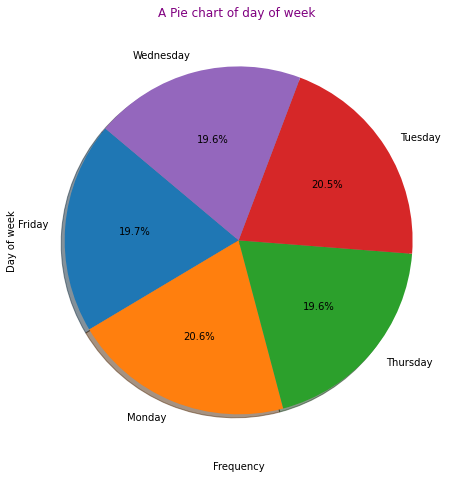 A Pie chart of day of week
Wednesday
19.6%
Tuesday
20.5%
Friday
19.7%
Day of week
20.6%
19.6%
Thursday
Monday
Frequency